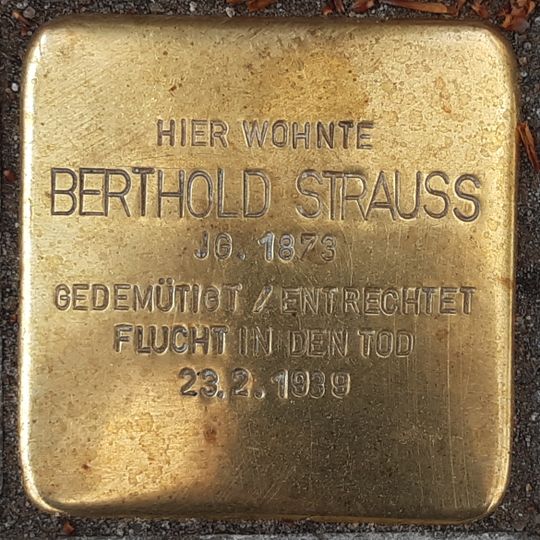 HIER WOHNTE
BERTHOLD STRAUSS
JG. 1873
GEDEMÜTIGT / ENTRECHTET
FLUCHT IN DEN TOD
23.2.1939